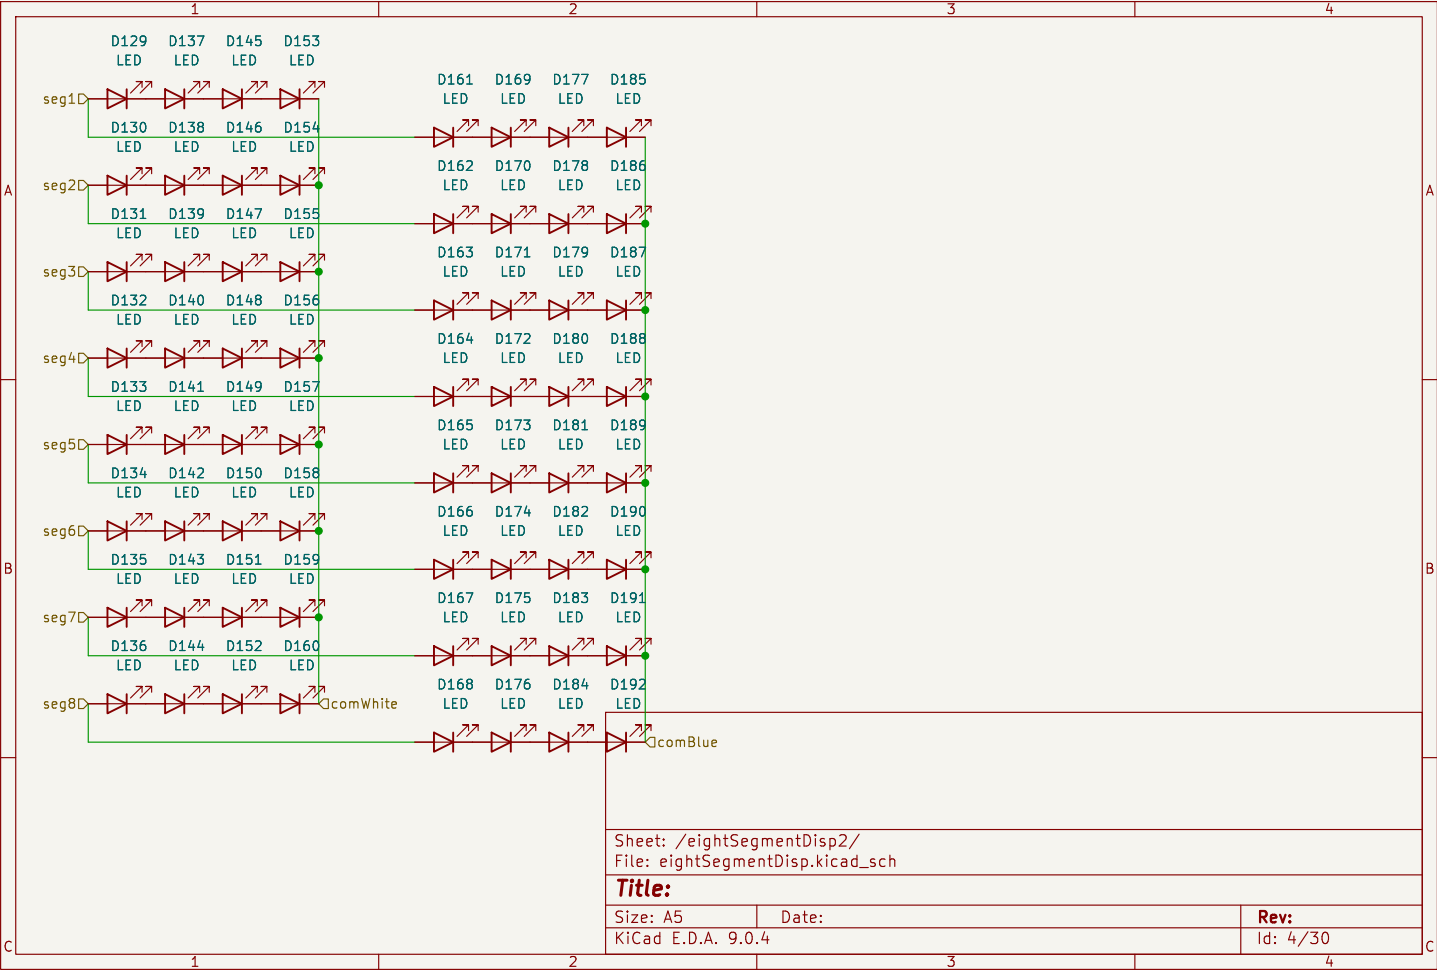 1 2 3 4
D129 D137 D145 D153
LED LED LED LED
D161 D169 D177 D185
seg1 LED LED LED LED
D130 D138 D146 D154
LED LED LED LED
D162 D170 D178 D186
A seg2 LED LED LED LED A
D131 D139 D147 D155
LED LED LED LED
D163 D171 D179 D187
seg3 LED LED LED LED
D132 D140 D148 D156
LED LED LED LED
D164 D172 D180 D188
seg4 LED LED LED LED
D133 D141 D149 D157
LED LED LED LED
D165 D173 D181 D189
seg5 LED LED LED LED
D134 D142 D150 D158
LED LED LED LED
D166 D174 D182 D190
seg6 LED LED LED LED
D135 D143 D151 D159
B B
LED LED LED LED
D167 D175 D183 D191
seg7 LED LED LED LED
D136 D144 D152 D160
LED LED LED LED
D168 D176 D184 D192
seg8 comWhite LED LED LED LED
comBlue
Sheet: /eightSegmentDisp2/
File: eightSegmentDisp.kicad_sch
Title:
Size: A5 Date: Rev:
KiCad E.D.A. 9.0.4 Id: 4/30
C C
1 2 3 4